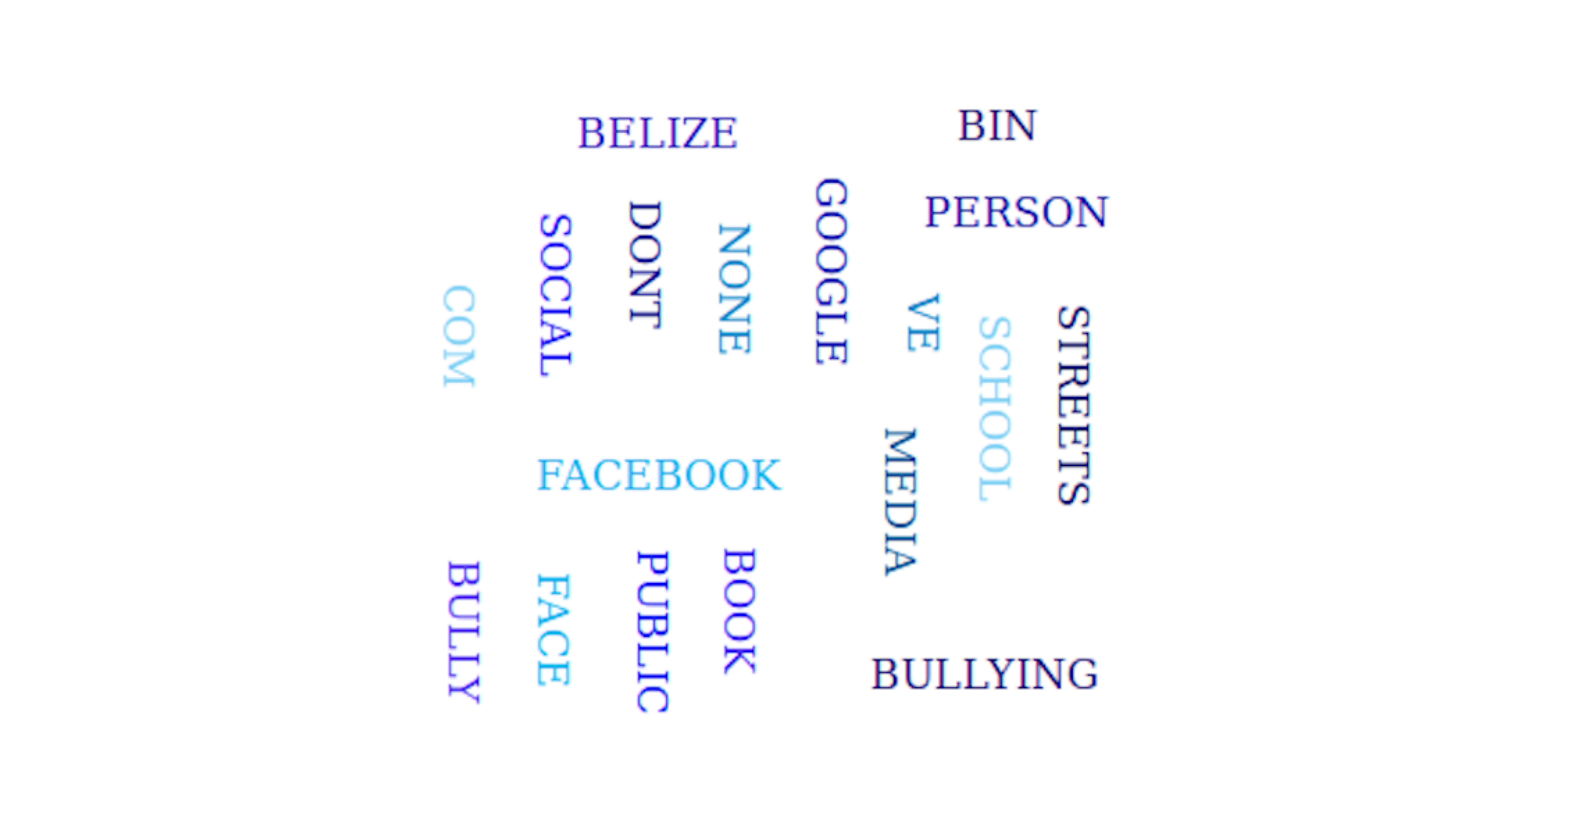 BELIZE
BIN
PERSON
GOOGLE
DONT
SOCIAL
NONE
COM
VE
STREETS
SCHOOL
MEDIA
FACEBOOK
BOOK
PUBLIC
BULLY
FACE
BULLYING